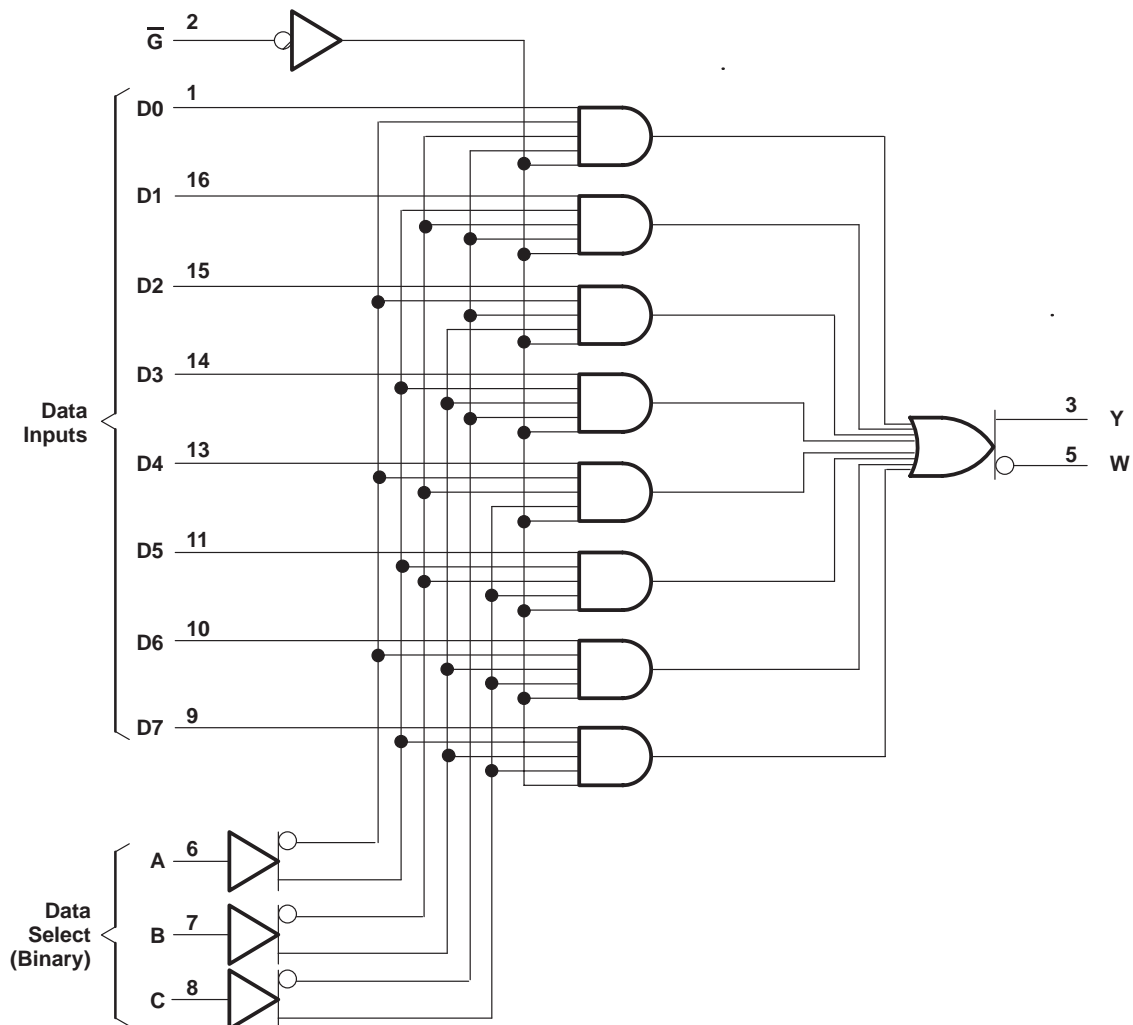 G̅ 2
D0 1
D1 16
D2 15
D3 14
Data
Inputs
D4 13
D5 11
D6 10
D7 9
3 Y
5 W
A 6
Data
Select
(Binary)
B 7
C 8